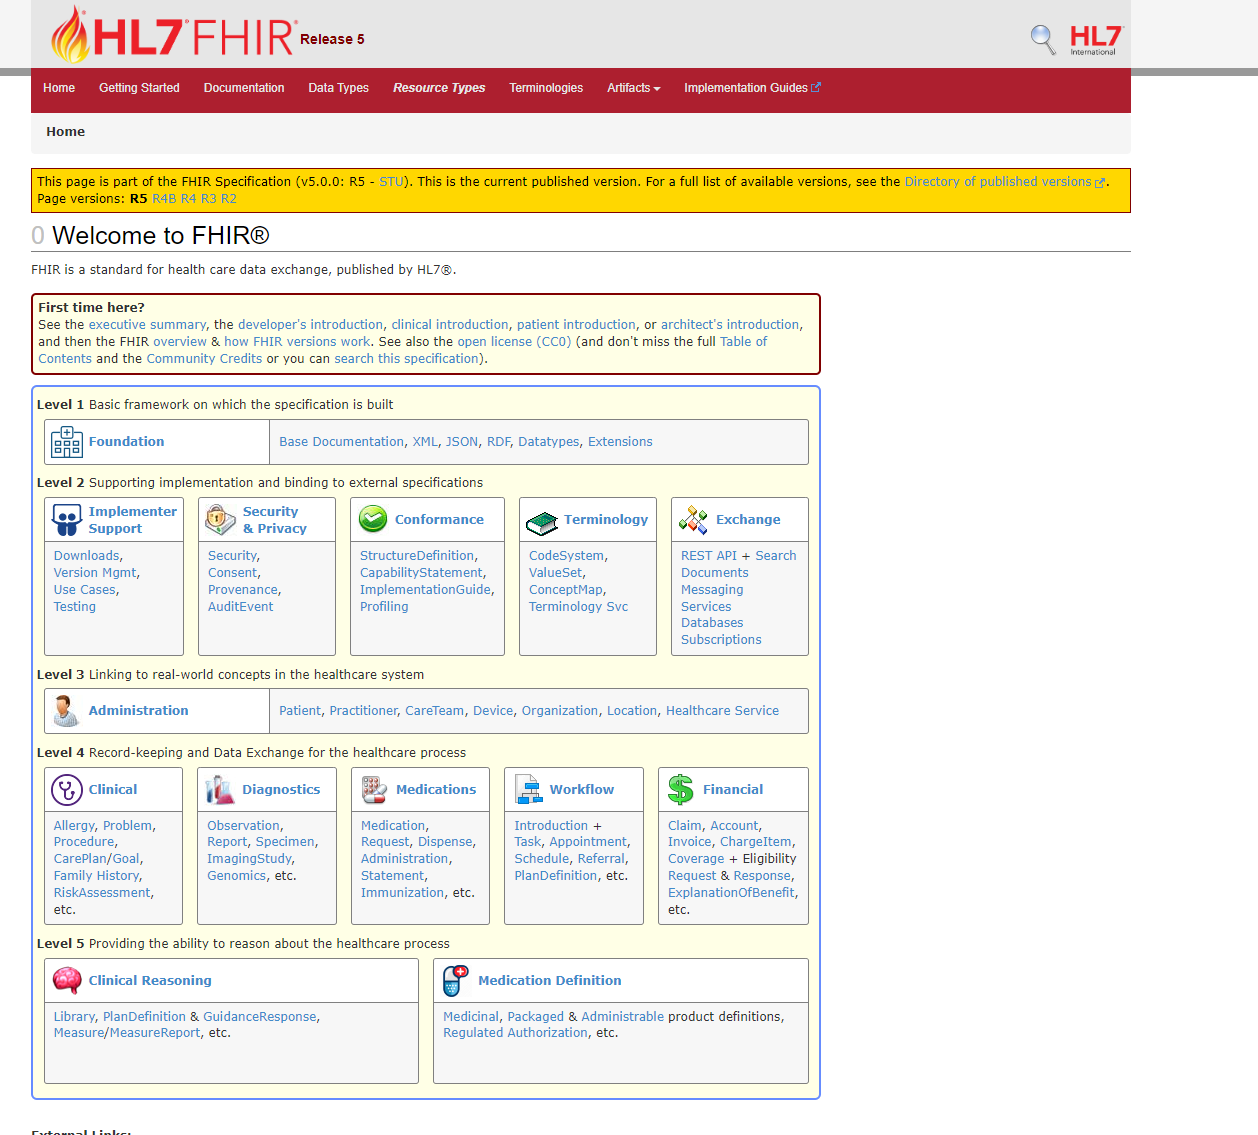 HL7 FHIR Release 5
HL7 International
Home Getting Started Documentation Data Types Resource Types Terminologies Artifacts Implementation Guides
Home
This page is part of the FHIR Specification (v5.0.0: R5 - STU). This is the current published version. For a full list of available versions, see the Directory of published versions.
Page versions: R5 R4B R4 R3 R2
0 Welcome to FHIR®
FHIR is a standard for health care data exchange, published by HL7®.
First time here?
See the executive summary, the developer's introduction, clinical introduction, patient introduction, or architect's introduction,
and then the FHIR overview & how FHIR versions work. See also the open license (CC0) (and don't miss the full Table of
Contents and the Community Credits or you can search this specification).
Level 1 Basic framework on which the specification is built
Foundation
Base Documentation, XML, JSON, RDF, Datatypes, Extensions
Level 2 Supporting implementation and binding to external specifications
Implementer
Support
Downloads,
Version Mgmt,
Use Cases,
Testing
Security
& Privacy
Security,
Consent,
Provenance,
AuditEvent
Conformance
StructureDefinition,
CapabilityStatement,
ImplementationGuide,
Profiling
Terminology
CodeSystem,
ValueSet,
ConceptMap,
Terminology Svc
Exchange
REST API + Search
Documents
Messaging
Services
Databases
Subscriptions
Level 3 Linking to real-world concepts in the healthcare system
Administration
Patient, Practitioner, CareTeam, Device, Organization, Location, Healthcare Service
Level 4 Record-keeping and Data Exchange for the healthcare process
Clinical
Allergy, Problem,
Procedure,
CarePlan/Goal,
Family History,
RiskAssessment,
etc.
Diagnostics
Observation,
Report, Specimen,
ImagingStudy,
Genomics, etc.
Medications
Medication,
Request, Dispense,
Administration,
Statement,
Immunization, etc.
Workflow
Introduction +
Task, Appointment,
Schedule, Referral,
PlanDefinition, etc.
Financial
Claim, Account,
Invoice, ChargeItem,
Coverage + Eligibility
Request & Response,
ExplanationOfBenefit,
etc.
Level 5 Providing the ability to reason about the healthcare process
Clinical Reasoning
Library, PlanDefinition & GuidanceResponse,
Measure/MeasureReport, etc.
Medication Definition
Medicinal, Packaged & Administrable product definitions,
Regulated Authorization, etc.
External Links: